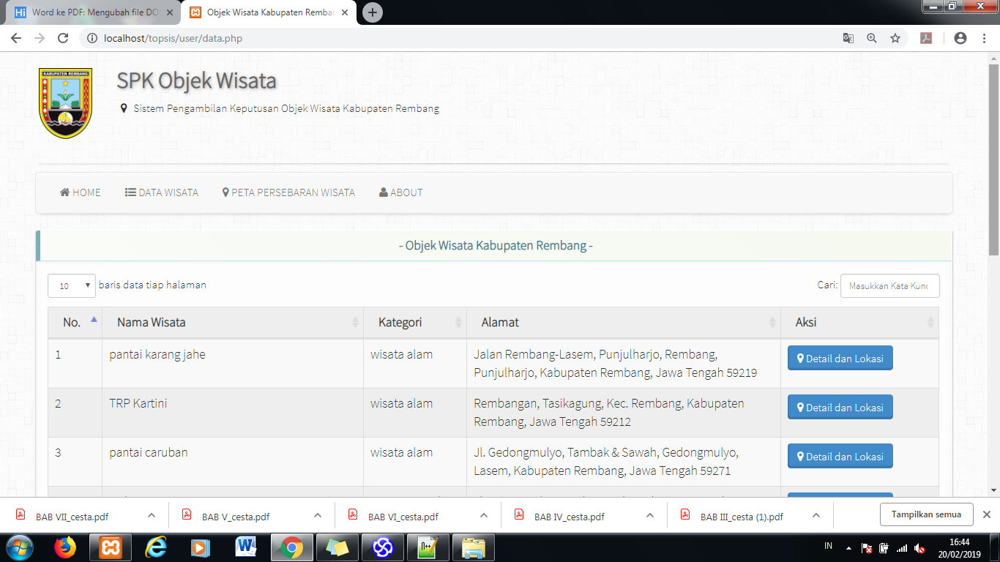 Word ke PDF: Mengubah file DO
Objek Wisata Kabupaten Rembar
localhost/topsis/user/data.php
KABUPATEN REMBANG
SPK Objek Wisata
Sistem Pengambilan Keputusan Objek Wisata Kabupaten Rembang
HOME DATA WISATA PETA PERSEBARAN WISATA ABOUT
- Objek Wisata Kabupaten Rembang -
10 baris data tiap halaman Cari: Masukkan Kata Kunc
No. Nama Wisata Kategori Alamat Aksi
1 pantai karang jahe wisata alam Jalan Rembang-Lasem, Punjulharjo, Rembang, Detail dan Lokasi
Punjulharjo, Kabupaten Rembang, Jawa Tengah 59219
2 TRP Kartini wisata alam Rembangan, Tasikagung, Kec. Rembang, Kabupaten Detail dan Lokasi
Rembang, Jawa Tengah 59212
3 pantai caruban wisata alam Jl. Gedongmulyo, Tambak & Sawah, Gedongmulyo, Detail dan Lokasi
Lasem, Kabupaten Rembang, Jawa Tengah 59271
BAB VII_cesta.pdf BAB V_cesta.pdf BAB VI_cesta.pdf BAB IV_cesta.pdf BAB III_cesta (1).pdf Tampilkan semua
IN 16:44
20/02/2019